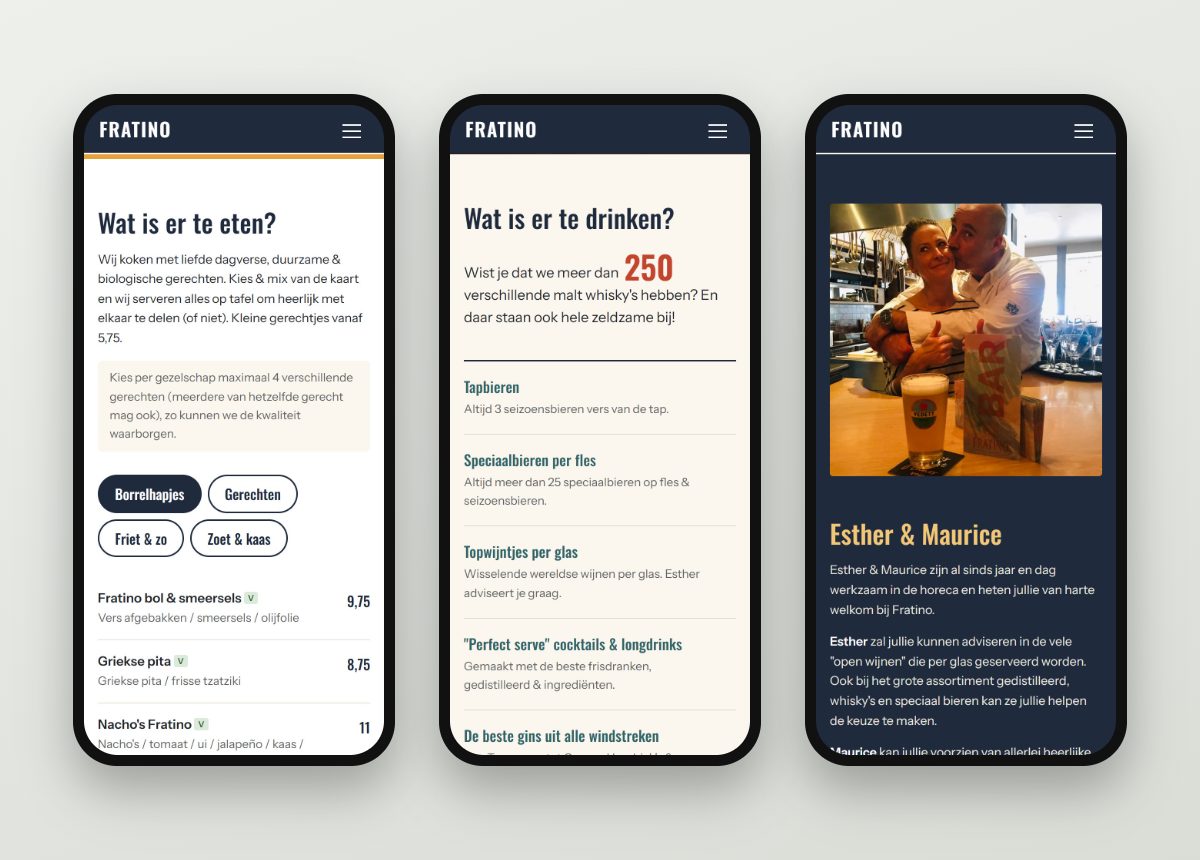 FRATINO
Wat is er te eten?
Wij koken met liefde dagverse, duurzame &
biologische gerechten. Kies & mix van de kaart
en wij serveren alles op tafel om heerlijk met
elkaar te delen (of niet). Kleine gerechtjes vanaf
5,75.
Kies per gezelschap maximaal 4 verschillende
gerechten (meerdere van hetzelfde gerecht
mag ook), zo kunnen we de kwaliteit
waarborgen.
Borrelhapjes
Gerechten
Friet & zo
Zoet & kaas
Fratino bol & smeersels V 9,75
Vers afgebakken / smeersels / olijfolie
Griekse pita V 8,75
Griekse pita / frisse tzatziki
Nacho's Fratino V 11
Nacho's / tomaat / ui / jalapeño / kaas /
FRATINO
Wat is er te drinken?
Wist je dat we meer dan 250
verschillende malt whisky's hebben? En
daar staan ook hele zeldzame bij!
Tapbieren
Altijd 3 seizoensbieren vers van de tap.
Speciaalbieren per fles
Altijd meer dan 25 speciaalbieren op fles &
seizoensbieren.
Topwijntjes per glas
Wisselende wereldse wijnen per glas. Esther
adviseert je graag.
"Perfect serve" cocktails & longdrinks
Gemaakt met de beste frisdranken,
gedistilleerd & ingrediënten.
De beste gins uit alle windstreken
FRATINO
BAR
FRATINO
Esther & Maurice
Esther & Maurice zijn al sinds jaar en dag
werkzaam in de horeca en heten jullie van harte
welkom bij Fratino.
Esther zal jullie kunnen adviseren in de vele
"open wijnen" die per glas geserveerd worden.
Ook bij het grote assortiment gedistilleerd,
whisky's en speciaal bieren kan ze jullie helpen
de keuze te maken.
Maurice kan jullie voorzien van allerlei heerlijke